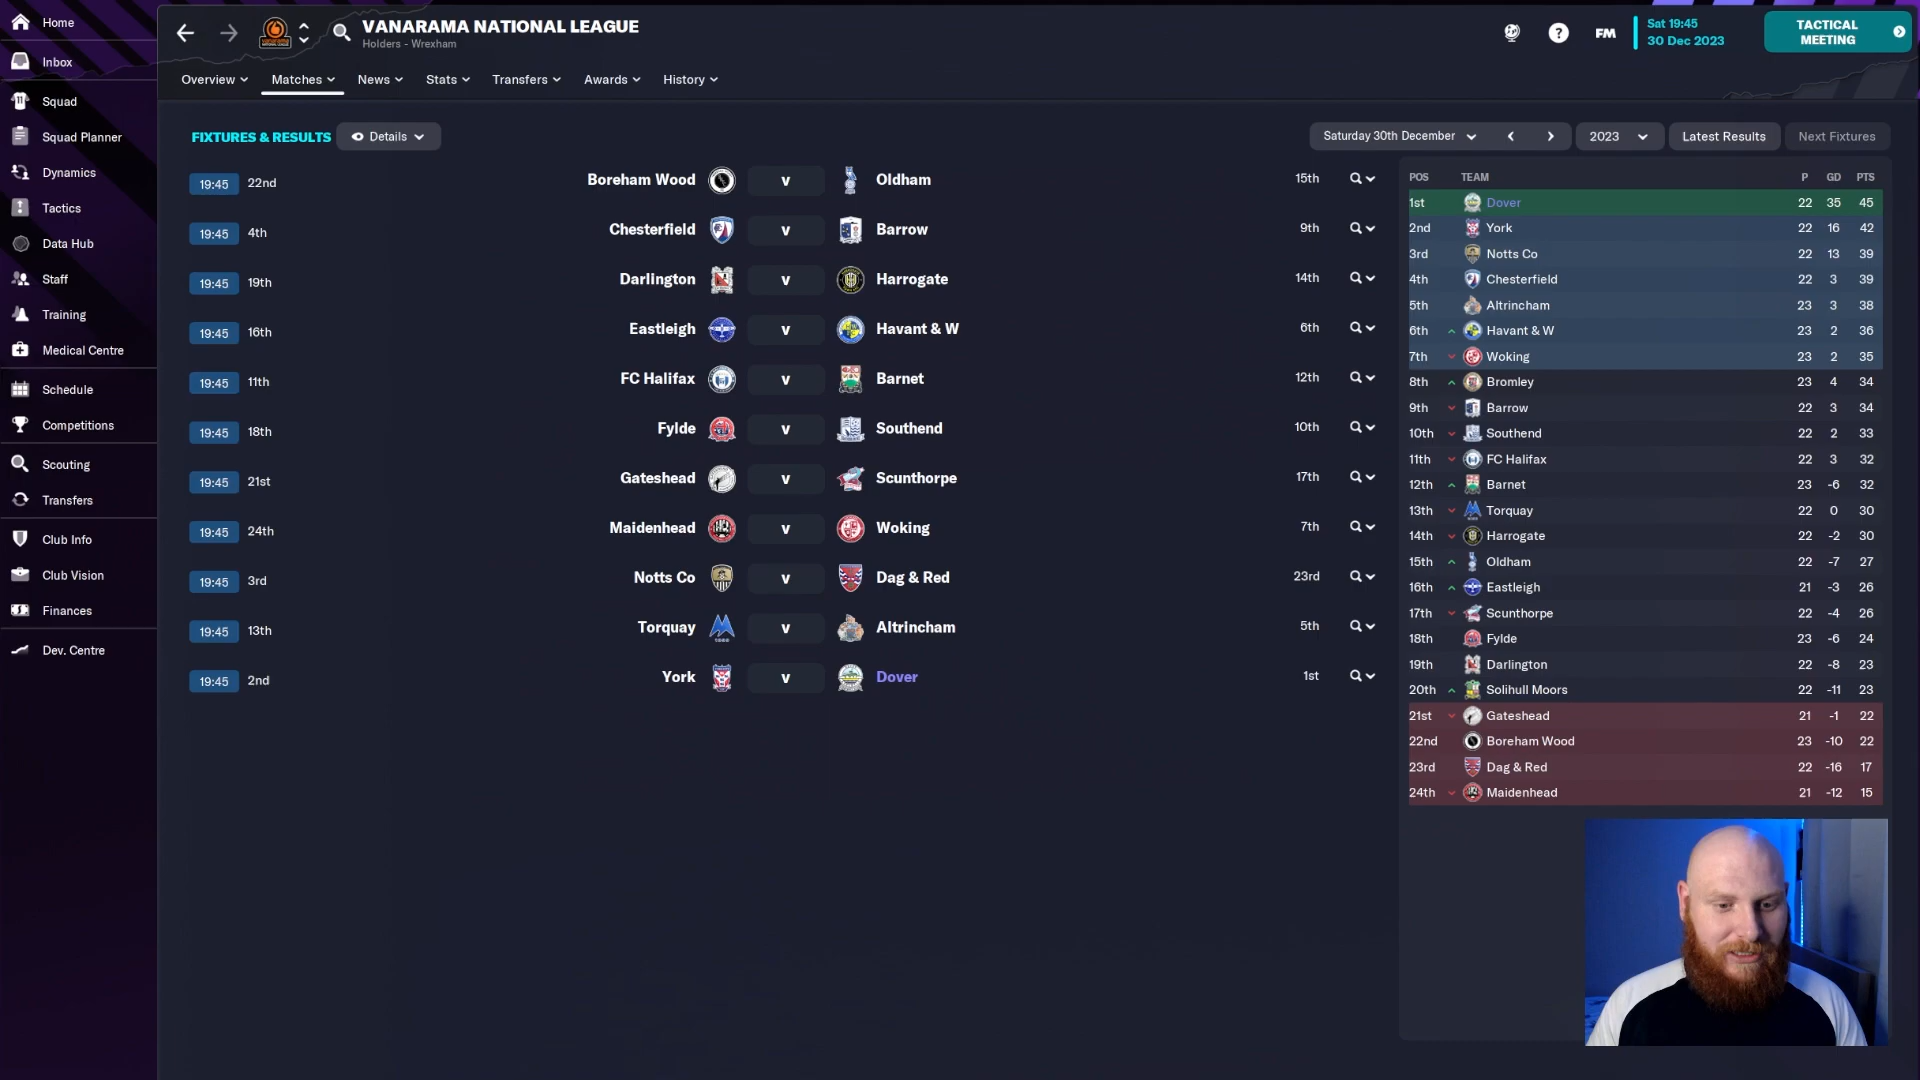 Home
Inbox
Squad
Squad Planner
Dynamics
Tactics
Data Hub
Staff
Training
Medical Centre
Schedule
Competitions
Scouting
Transfers
Club Info
Club Vision
Finances
Dev. Centre
VANARAMA NATIONAL LEAGUE
Holders - Wrexham
FM
Sat 19:45
30 Dec 2023
TACTICAL
MEETING
Overview Matches News Stats Transfers Awards History
FIXTURES & RESULTS Details
Saturday 30th December 2023 Latest Results Next Fixtures
19:45 22nd Boreham Wood v Oldham 15th
19:45 4th Chesterfield v Barrow 9th
19:45 19th Darlington v Harrogate 14th
19:45 16th Eastleigh v Havant & W 6th
19:45 11th FC Halifax v Barnet 12th
19:45 18th Fylde v Southend 10th
19:45 21st Gateshead v Scunthorpe 17th
19:45 24th Maidenhead v Woking 7th
19:45 3rd Notts Co v Dag & Red 23rd
19:45 13th Torquay v Altrincham 5th
19:45 2nd York v Dover 1st
POS TEAM P GD PTS
1st Dover 22 35 45
2nd York 22 16 42
3rd Notts Co 22 13 39
4th Chesterfield 22 3 39
5th Altrincham 23 3 38
6th Havant & W 23 2 36
7th Woking 23 2 35
8th Bromley 23 4 34
9th Barrow 22 3 34
10th Southend 22 2 33
11th FC Halifax 22 3 32
12th Barnet 23 -6 32
13th Torquay 22 0 30
14th Harrogate 22 -2 30
15th Oldham 22 -7 27
16th Eastleigh 21 -3 26
17th Scunthorpe 22 -4 26
18th Fylde 23 -6 24
19th Darlington 22 -8 23
20th Solihull Moors 22 -11 23
21st Gateshead 21 -1 22
22nd Boreham Wood 23 -10 22
23rd Dag & Red 22 -16 17
24th Maidenhead 21 -12 15